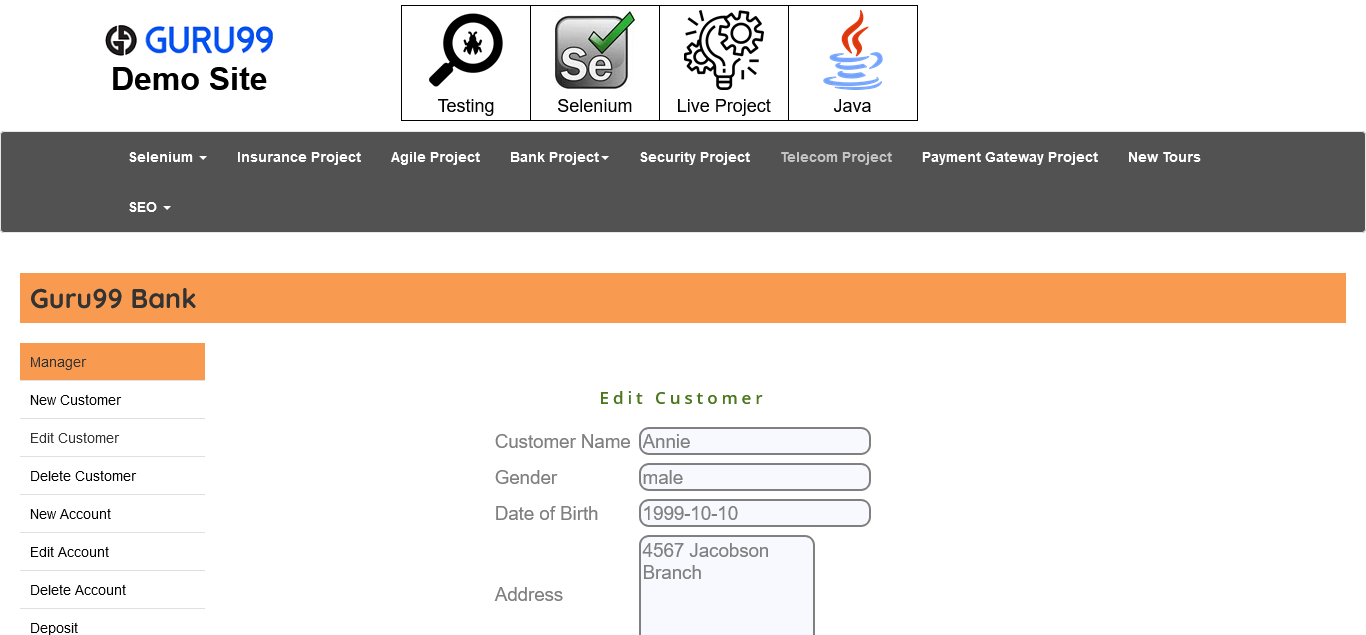 GURU99
Demo Site
Se
Testing
Selenium
Live Project
Java
Selenium
Insurance Project
Agile Project
Bank Project
Security Project
Telecom Project
Payment Gateway Project
New Tours
SEO
Guru99 Bank
Manager
New Customer
Edit Customer
Delete Customer
New Account
Edit Account
Delete Account
Deposit
Edit Customer
Customer Name Annie
Gender male
Date of Birth 1999-10-10
Address 4567 Jacobson
Branch